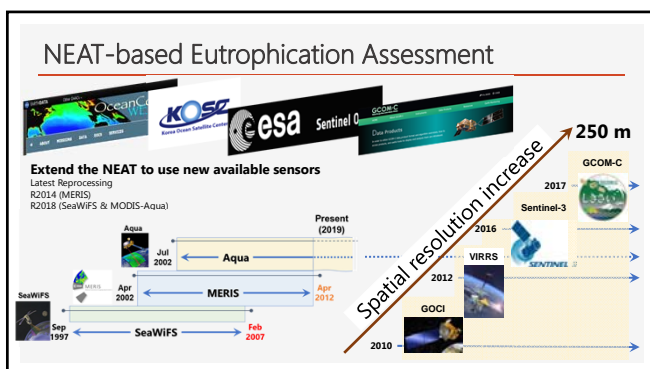 NEAT-based Eutrophication Assessment
OceanCo
WE
KOSC
Korea Ocean Satellite Center
esa
Sentinel O
GCOM-C
Data Products
250 m
Extend the NEAT to use new available sensors
Latest Reprocessing
R2014 (MERIS)
R2018 (SeaWiFS & MODIS-Aqua)
Spatial resolution increase
GCOM-C
2017
Sentinel-3
2016
SENTINEL 3
VIRRS
2012
GOCI
2010
Present
(2019)
Aqua
Jul
2002
Aqua
MERIS
Apr
2002
MERIS
Apr
2012
SeaWiFS
Sep
1997
SeaWiFS
Feb
2007